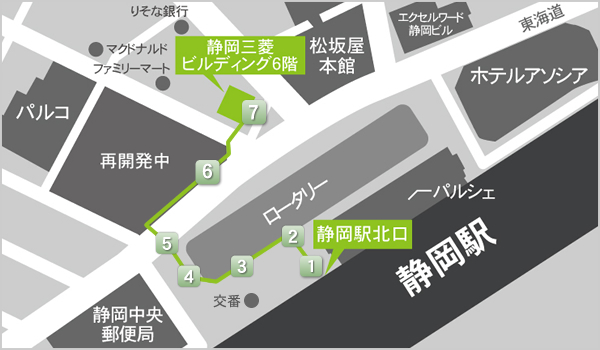 りそな銀行
マクドナルド
ファミリーマート
静岡三菱
ビルディング6階
松坂屋
本館
エクセルワード
静岡ビル
東海道
ホテルアソシア
パルコ
再開発中
7
6
5
4
3
2
1
ロータリー
パルシェ
静岡駅北口
静岡駅
交番
静岡中央
郵便局